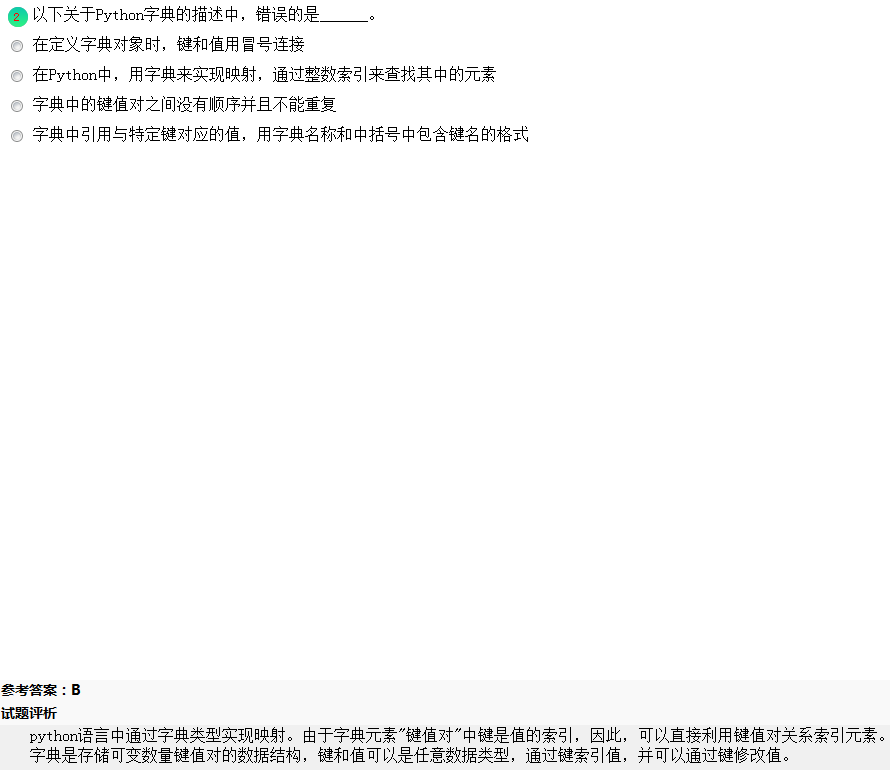 2 以下关于Python字典的描述中，错误的是______。
在定义字典对象时，键和值用冒号连接
在Python中，用字典来实现映射，通过整数索引来查找其中的元素
字典中的键值对之间没有顺序并且不能重复
字典中引用与特定键对应的值，用字典名称和中括号中包含键名的格式
参考答案：B
试题评析
python语言中通过字典类型实现映射。由于字典元素"键值对"中键是值的索引，因此，可以直接利用键值对关系索引元素。
字典是存储可变数量键值对的数据结构，键和值可以是任意数据类型，通过键索引值，并可以通过键修改值。